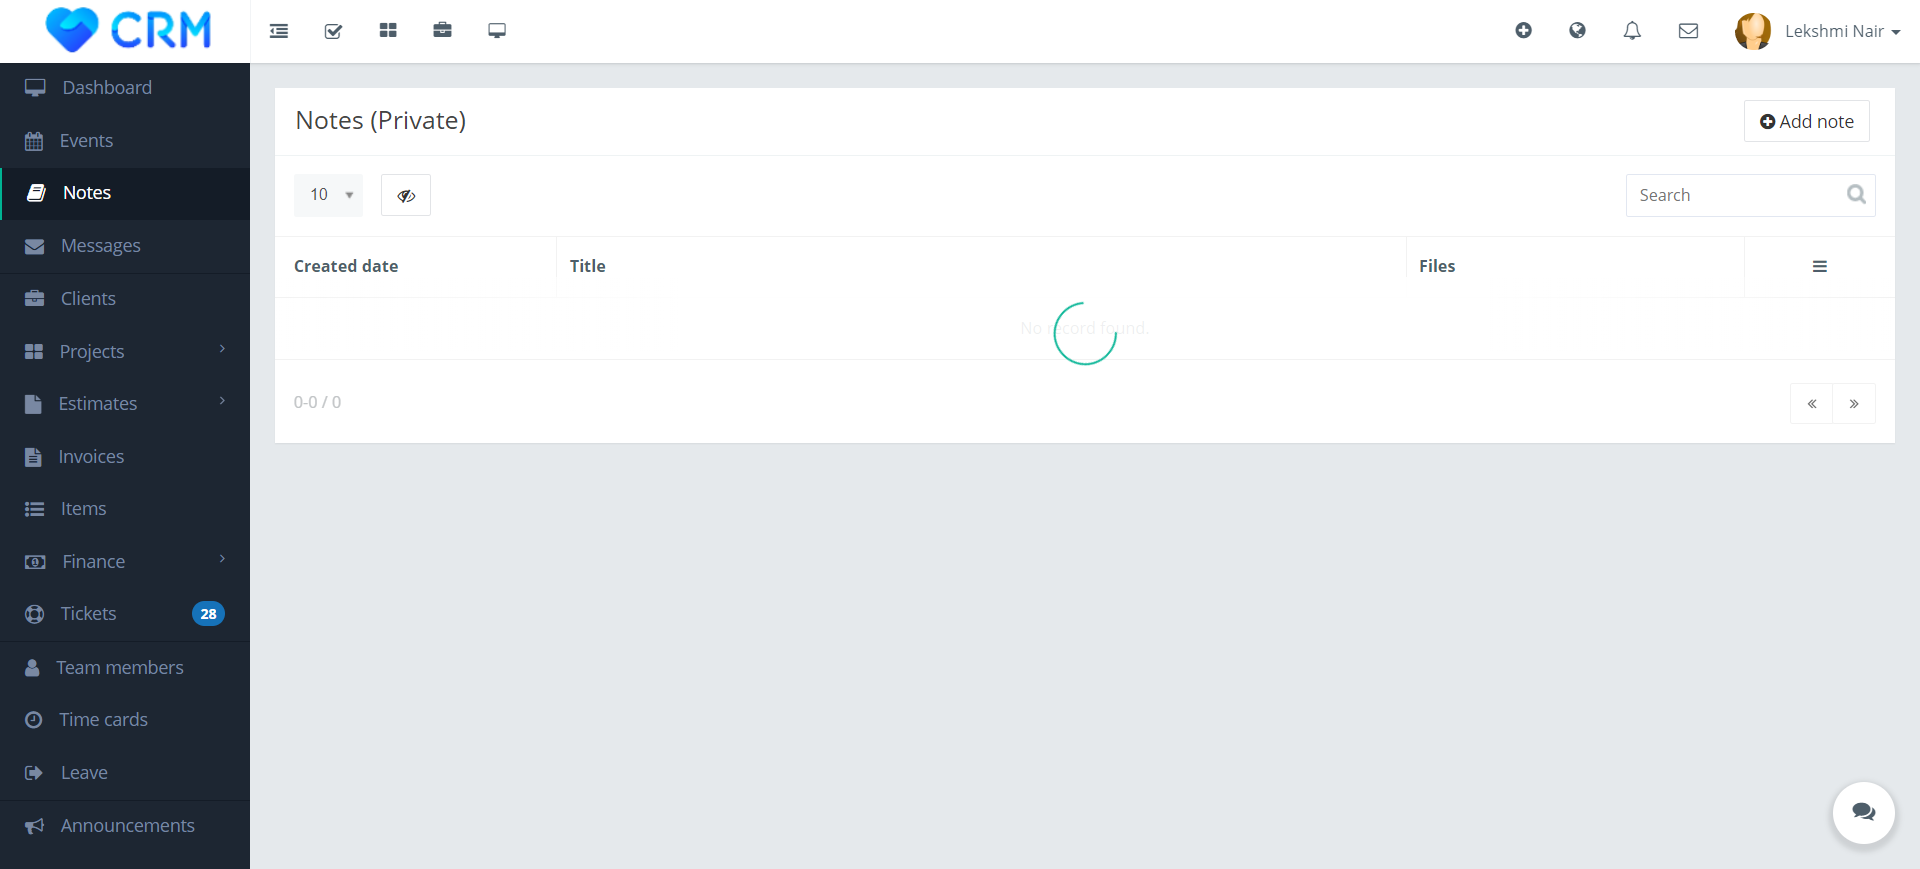 CRM
Lekshmi Nair
Dashboard
Events
Notes
Messages
Clients
Projects
Estimates
Invoices
Items
Finance
Tickets 28
Team members
Time cards
Leave
Announcements
Notes (Private)
Add note
10
Search
Created date Title Files
No record found.
0-0 / 0
« »